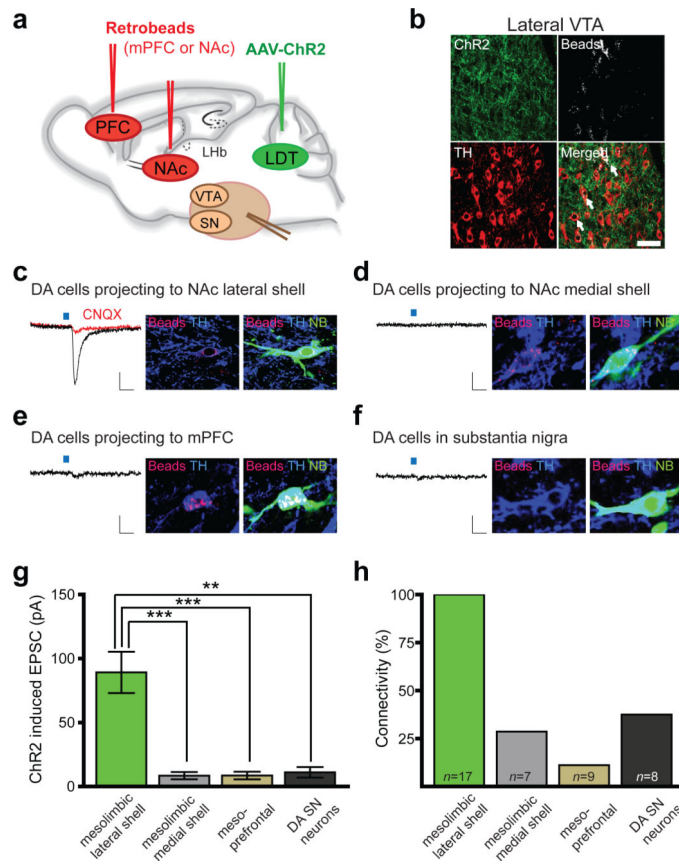 a
Retrobeads
(mPFC or NAc)
AAV-ChR2
PFC
NAc
LHb
LDT
VTA
SN
b
Lateral VTA
ChR2
Beads
TH
Merged
c
DA cells projecting to NAc lateral shell
CNQX
Beads TH
Beads TH NB
d
DA cells projecting to NAc medial shell
Beads TH
Beads TH NB
e
DA cells projecting to mPFC
Beads TH
Beads TH NB
f
DA cells in substantia nigra
Beads TH
Beads TH NB
g
ChR2 induced EPSC (pA)
150
100
50
0
**
***
***
mesolimbic
lateral shell
mesolimbic
medial shell
meso-
prefrontal
DA SN
neurons
h
Connectivity (%)
100
75
50
25
n=17
n=7
n=9
n=8
mesolimbic
lateral shell
mesolimbic
medial shell
meso-
prefrontal
DA SN
neurons